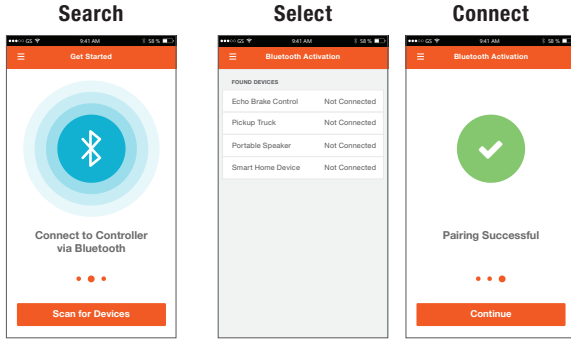 Search
Select
Connect
GS 9:41 AM 58 %
Get Started
Connect to Controller
via Bluetooth
Scan for Devices
GS 9:41 AM 58 %
Bluetooth Activation
FOUND DEVICES
Echo Brake Control Not Connected
Pickup Truck Not Connected
Portable Speaker Not Connected
Smart Home Device Not Connected
GS 9:41 AM 58 %
Bluetooth Activation
Pairing Successful
Continue